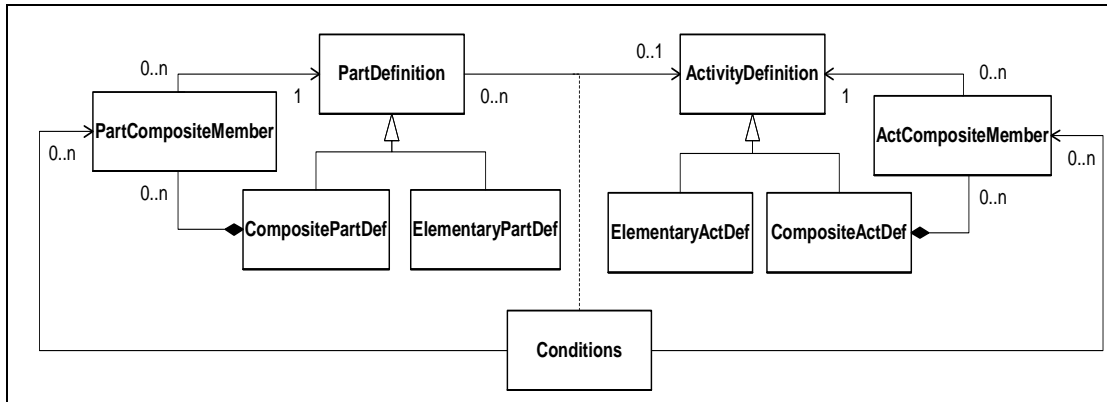 0..n
PartDefinition
0..1
ActivityDefinition
0..n
1
0..n
1
PartCompositeMember
ActCompositeMember
0..n
0..n
0..n
0..n
CompositePartDef
ElementaryPartDef
ElementaryActDef
CompositeActDef
Conditions